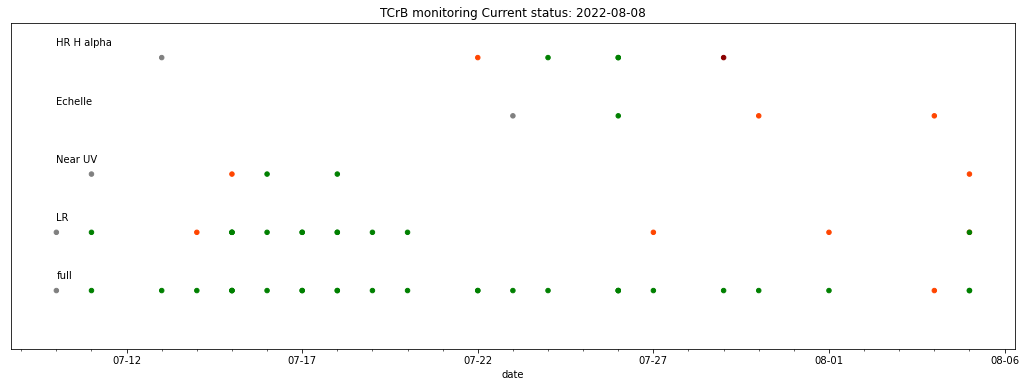 TCrB monitoring Current status: 2022-08-08
HR H alpha
Echelle
Near UV
LR
full
07-12 07-17 07-22 07-27 08-01 08-06
date